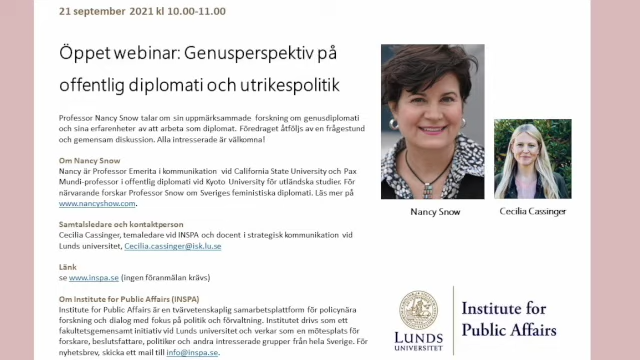 21 september 2021 kl 10.00-11.00
Öppet webinar: Genusperspektiv på
offentlig diplomati och utrikespolitik
Professor Nancy Snow talar om sin uppmärksammade forskning om genusdiplomati
och sina erfarenheter av att arbeta som diplomat. Föredraget åtföljs av en frågestund
och gemensam diskussion. Alla intresserade är välkomna!
Om Nancy Snow
Nancy är Professor Emerita i kommunikation vid California State University och Pax
Mundi-professor i offentlig diplomati vid Kyoto University för utländska studier. För
närvarande forskar Professor Snow om Sveriges feministiska diplomati. Läs mer på
www.nancyshow.com.
Samtalsledare och kontaktperson
Cecilia Cassinger, temaledare vid INSPA och docent i strategisk kommunikation vid
Lunds universitet, Cecilia.cassinger@isk.lu.se
Länk
se www.inspa.se (ingen föranmälan krävs)
Om Institute for Public Affairs (INSPA)
Institute for Public Affairs är en tvärvetenskaplig samarbetsplattform för policynära
forskning och dialog med fokus på politik och förvaltning. Institutet drivs som ett
fakultetsgemensamt initiativ vid Lunds universitet och verkar som en mötesplats för
forskare, beslutsfattare, politiker och andra intresserade grupper från hela Sverige. För
nyhetsbrev, skicka ett mail till info@inspa.se.
Nancy Snow
Cecilia Cassinger
LUNDS
UNIVERSITET
Institute for
Public Affairs